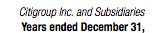 Citigroup Inc. and Subsidiaries
Years ended December 31,